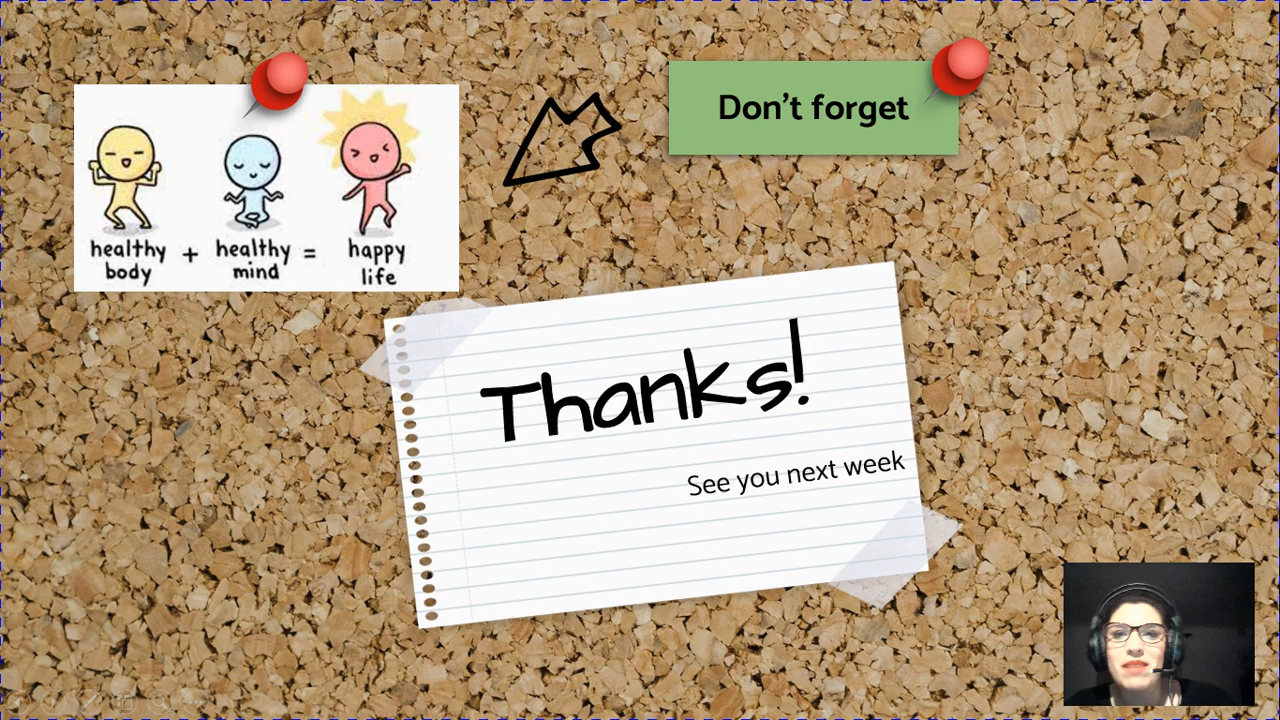 Don't forget
healthy body + healthy mind = happy life
Thanks!
See you next week